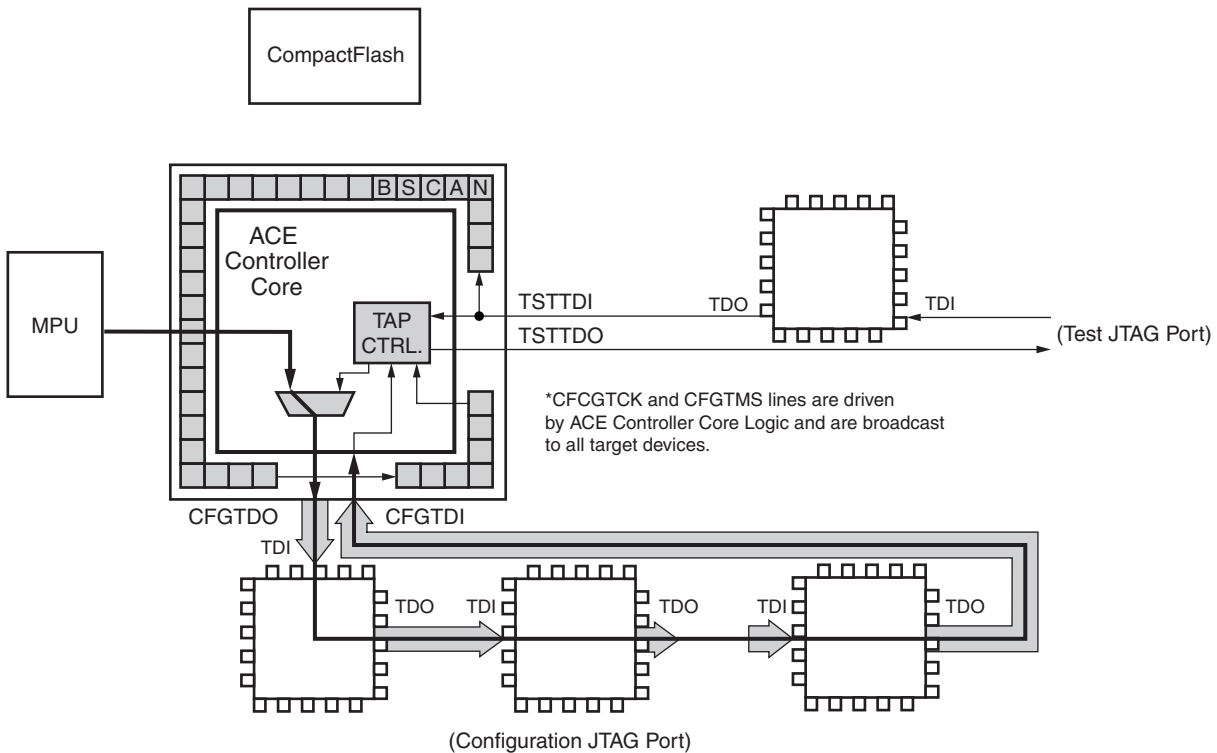 CompactFlash
BSCAN
ACE
Controller
Core
MPU
TAP
CTRL.
TSTTDI
TSTTDO
TDO
TDI
(Test JTAG Port)
*CFCGTCK and CFGTMS lines are driven
by ACE Controller Core Logic and are broadcast
to all target devices.
CFGTDO
CFGTDI
TDI
TDO
TDI
TDO
TDI
TDO
(Configuration JTAG Port)